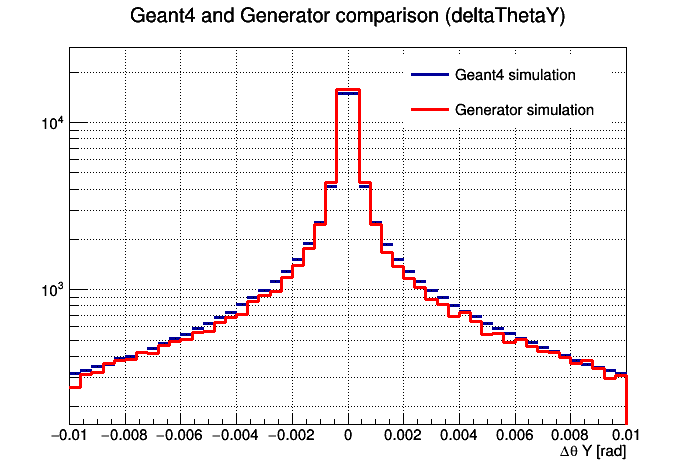 Geant4 and Generator comparison (deltaThetaY)
Geant4 simulation
Generator simulation
10⁴
10³
−0.01 −0.008 −0.006 −0.004 −0.002 0 0.002 0.004 0.006 0.008 0.01
Δθ Y [rad]